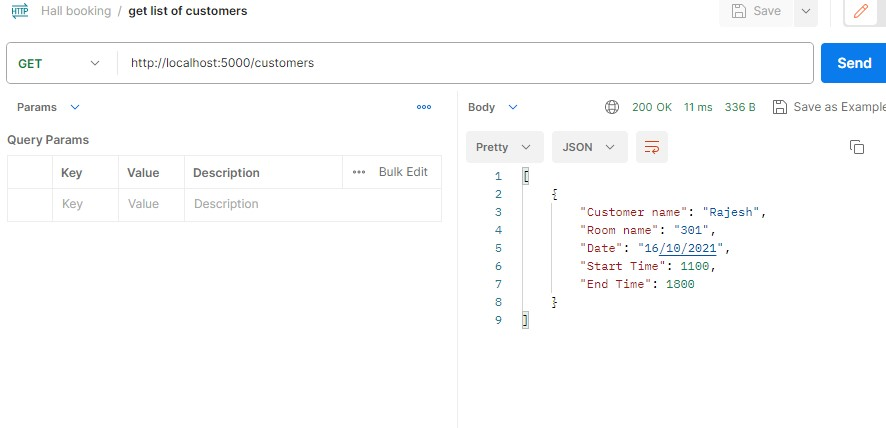 HTTP Hall booking / get list of customers
Save
GET http://localhost:5000/customers
Send
Params
Query Params
Key Value Description Bulk Edit
Key Value Description
Body 200 OK 11 ms 336 B Save as Example
Pretty JSON
1 [
2 {
3 "Customer name": "Rajesh",
4 "Room name": "301",
5 "Date": "16/10/2021",
6 "Start Time": 1100,
7 "End Time": 1800
8 }
9 ]